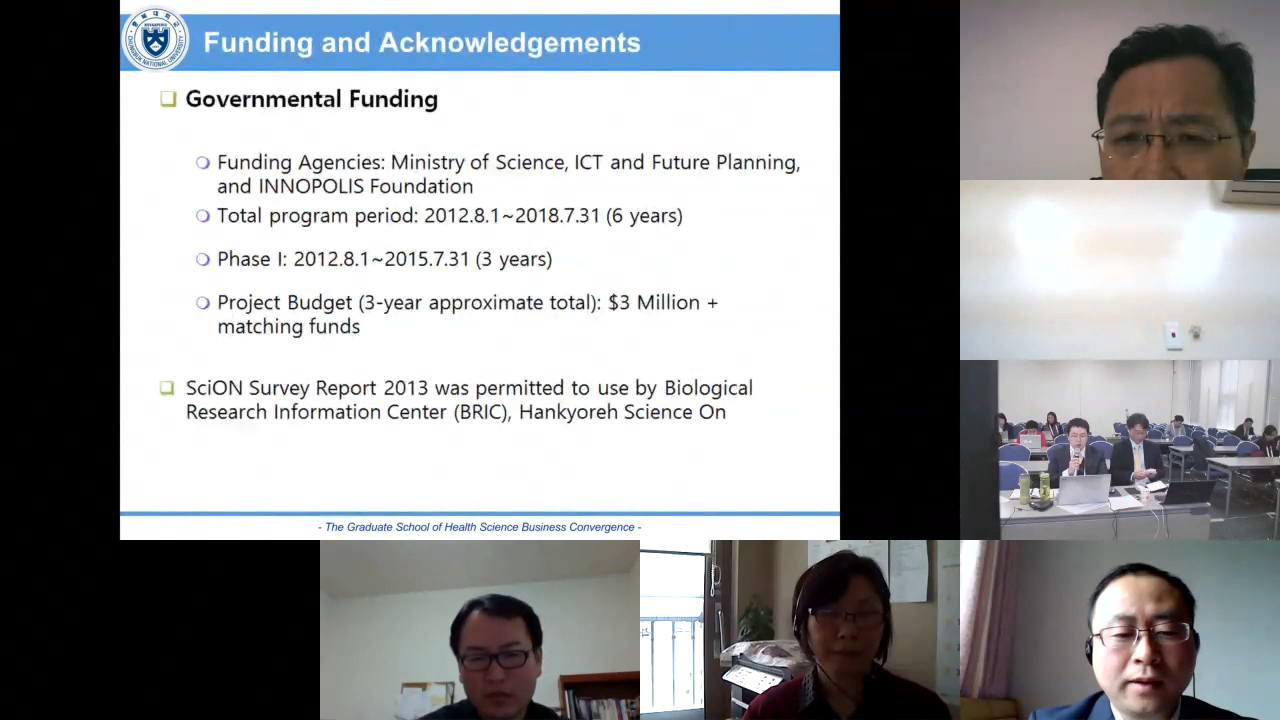 Funding and Acknowledgements
Governmental Funding
Funding Agencies: Ministry of Science, ICT and Future Planning,
and INNOPOLIS Foundation
Total program period: 2012.8.1~2018.7.31 (6 years)
Phase I: 2012.8.1~2015.7.31 (3 years)
Project Budget (3-year approximate total): $3 Million +
matching funds
SciON Survey Report 2013 was permitted to use by Biological
Research Information Center (BRIC), Hankyoreh Science On
- The Graduate School of Health Science Business Convergence -